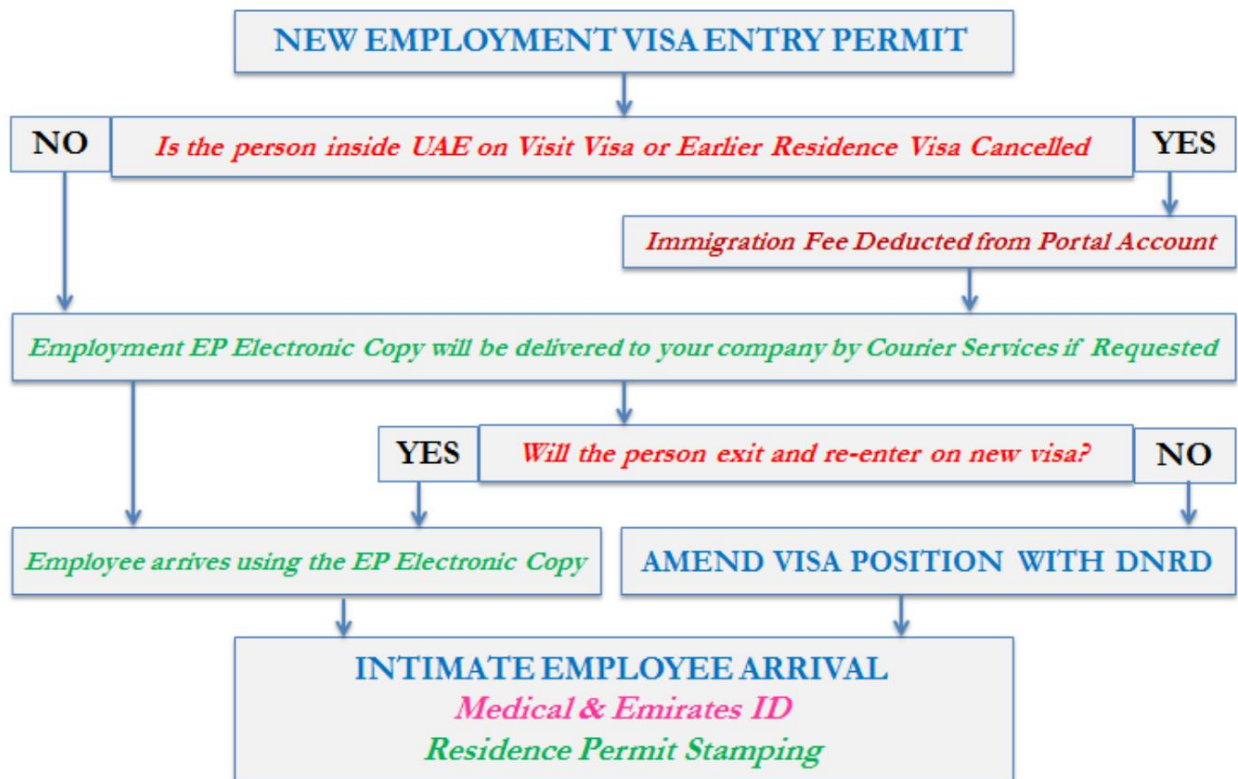 NEW EMPLOYMENT VISA ENTRY PERMIT
NO
Is the person inside UAE on Visit Visa or Earlier Residence Visa Cancelled
YES
Immigration Fee Deducted from Portal Account
Employment EP Electronic Copy will be delivered to your company by Courier Services if Requested
YES
Will the person exit and re-enter on new visa?
NO
Employee arrives using the EP Electronic Copy
AMEND VISA POSITION WITH DNRD
INTIMATE EMPLOYEE ARRIVAL
Medical & Emirates ID
Residence Permit Stamping